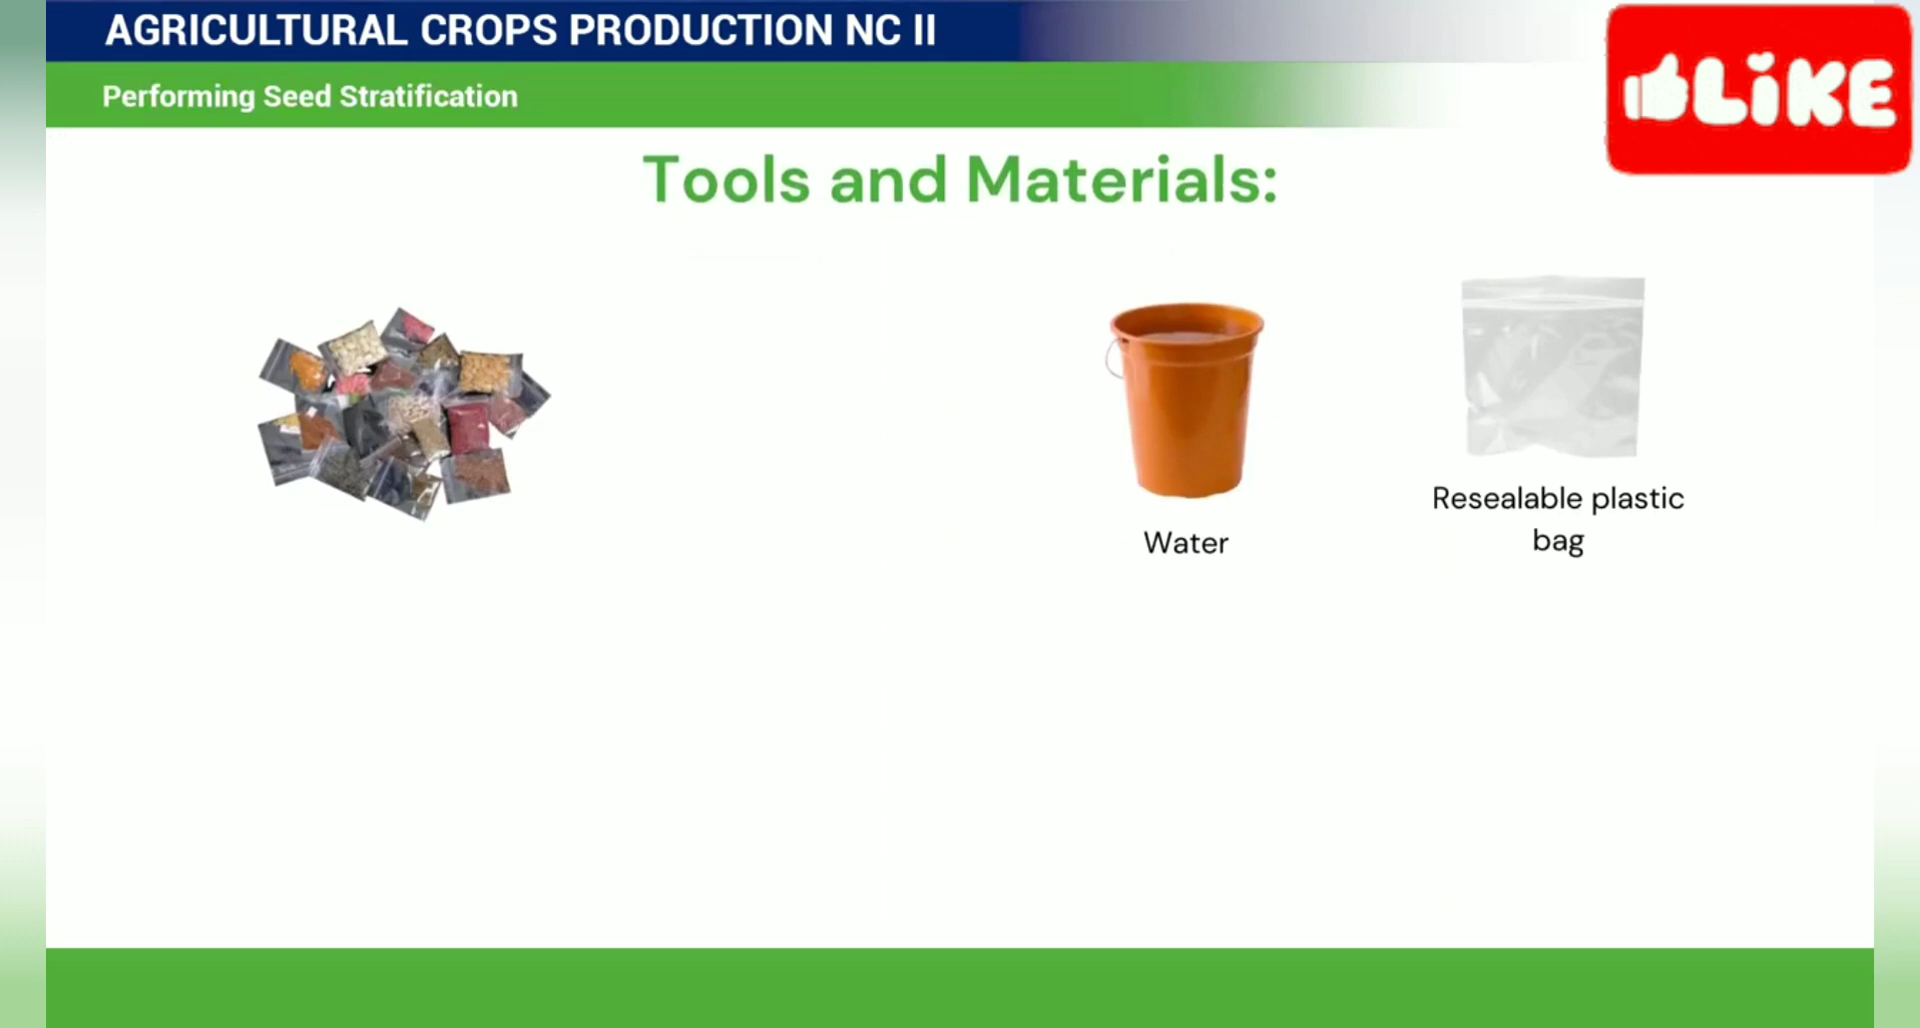 AGRICULTURAL CROPS PRODUCTION NC II
Performing Seed Stratification
LiKE
Tools and Materials:
Water
Resealable plastic
bag